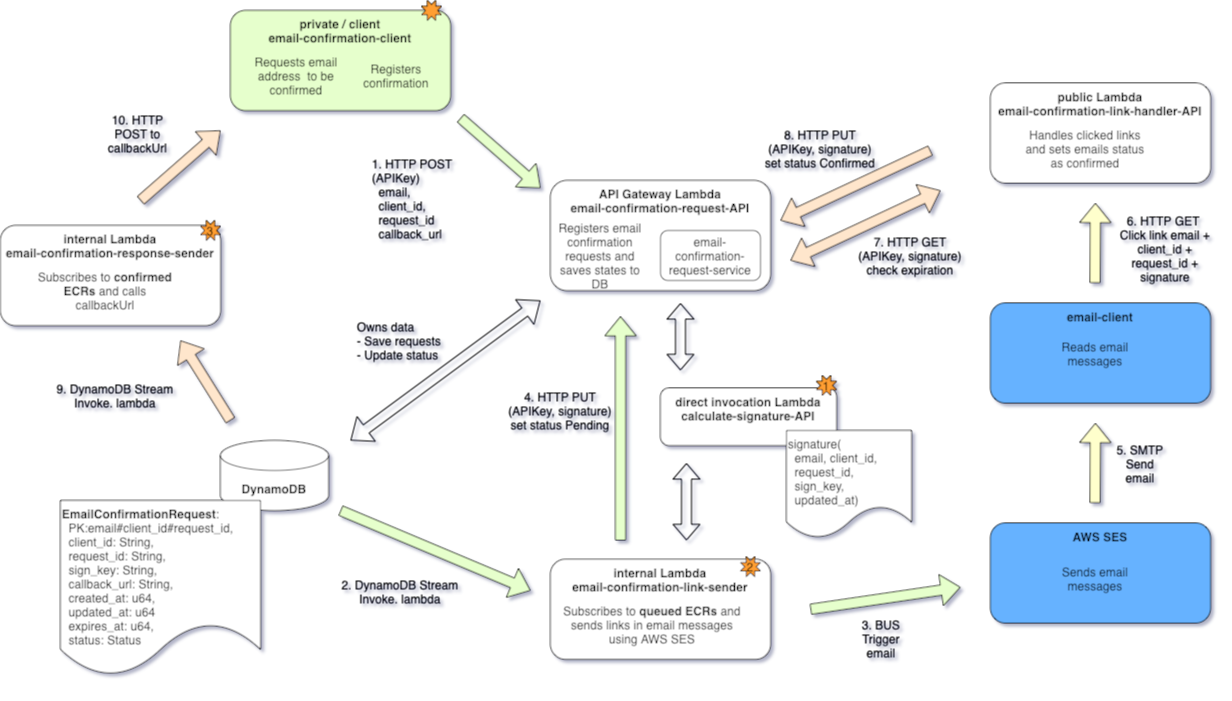 private / client
email-confirmation-client
Requests email
address to be
confirmed
Registers
confirmation
10. HTTP
POST to
callbackUrl
1. HTTP POST
(APIKey)
email,
client_id,
request_id
callback_url
8. HTTP PUT
(APIKey, signature)
set status Confirmed
public Lambda
email-confirmation-link-handler-API
Handles clicked links
and sets emails status
as confirmed
API Gateway Lambda
email-confirmation-request-API
Registers email
confirmation
requests and
saves states to
DB
email-
confirmation-
request-service
7. HTTP GET
(APIKey, signature)
check expiration
6. HTTP GET
Click link email +
client_id +
request_id +
signature
3
internal Lambda
email-confirmation-response-sender
Subscribes to confirmed
ECRs and calls
callbackUrl
Owns data
- Save requests
- Update status
email-client
Reads email
messages
9. DynamoDB Stream
Invoke. lambda
4. HTTP PUT
(APIKey, signature)
set status Pending
1
direct invocation Lambda
calculate-signature-API
signature(
email, client_id,
request_id,
sign_key,
updated_at)
5. SMTP
Send
email
DynamoDB
EmailConfirmationRequest:
PK:email#client_id#request_id,
client_id: String,
request_id: String,
sign_key: String,
callback_url: String,
created_at: u64,
updated_at: u64
expires_at: u64,
status: Status
2. DynamoDB Stream
Invoke. lambda
2
internal Lambda
email-confirmation-link-sender
Subscribes to queued ECRs and
sends links in email messages
using AWS SES
3. BUS
Trigger
email
AWS SES
Sends email
messages